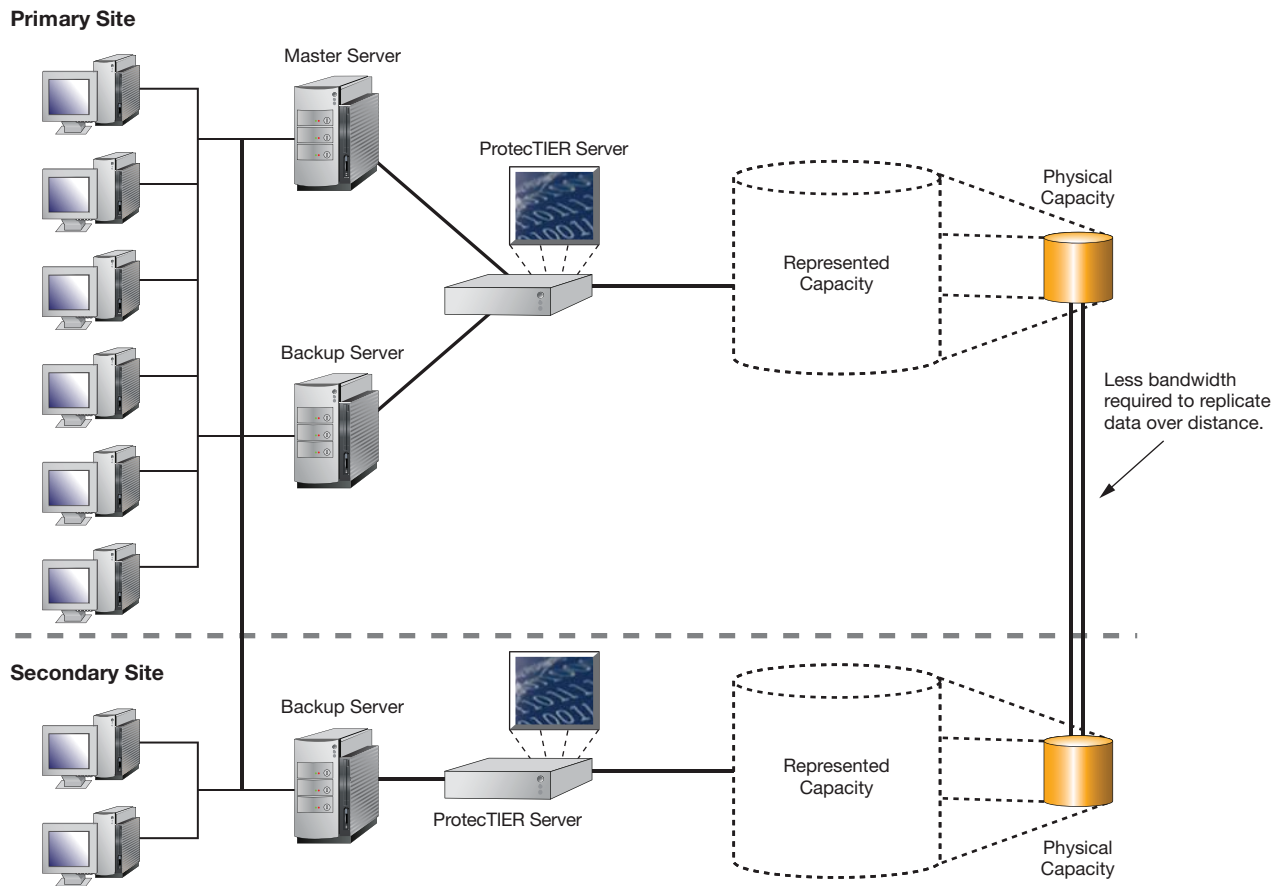 Primary Site
Master Server
ProtecTIER Server
Physical
Capacity
Represented
Capacity
Backup Server
Less bandwidth
required to replicate
data over distance.
Secondary Site
Backup Server
ProtecTIER Server
Represented
Capacity
Physical
Capacity